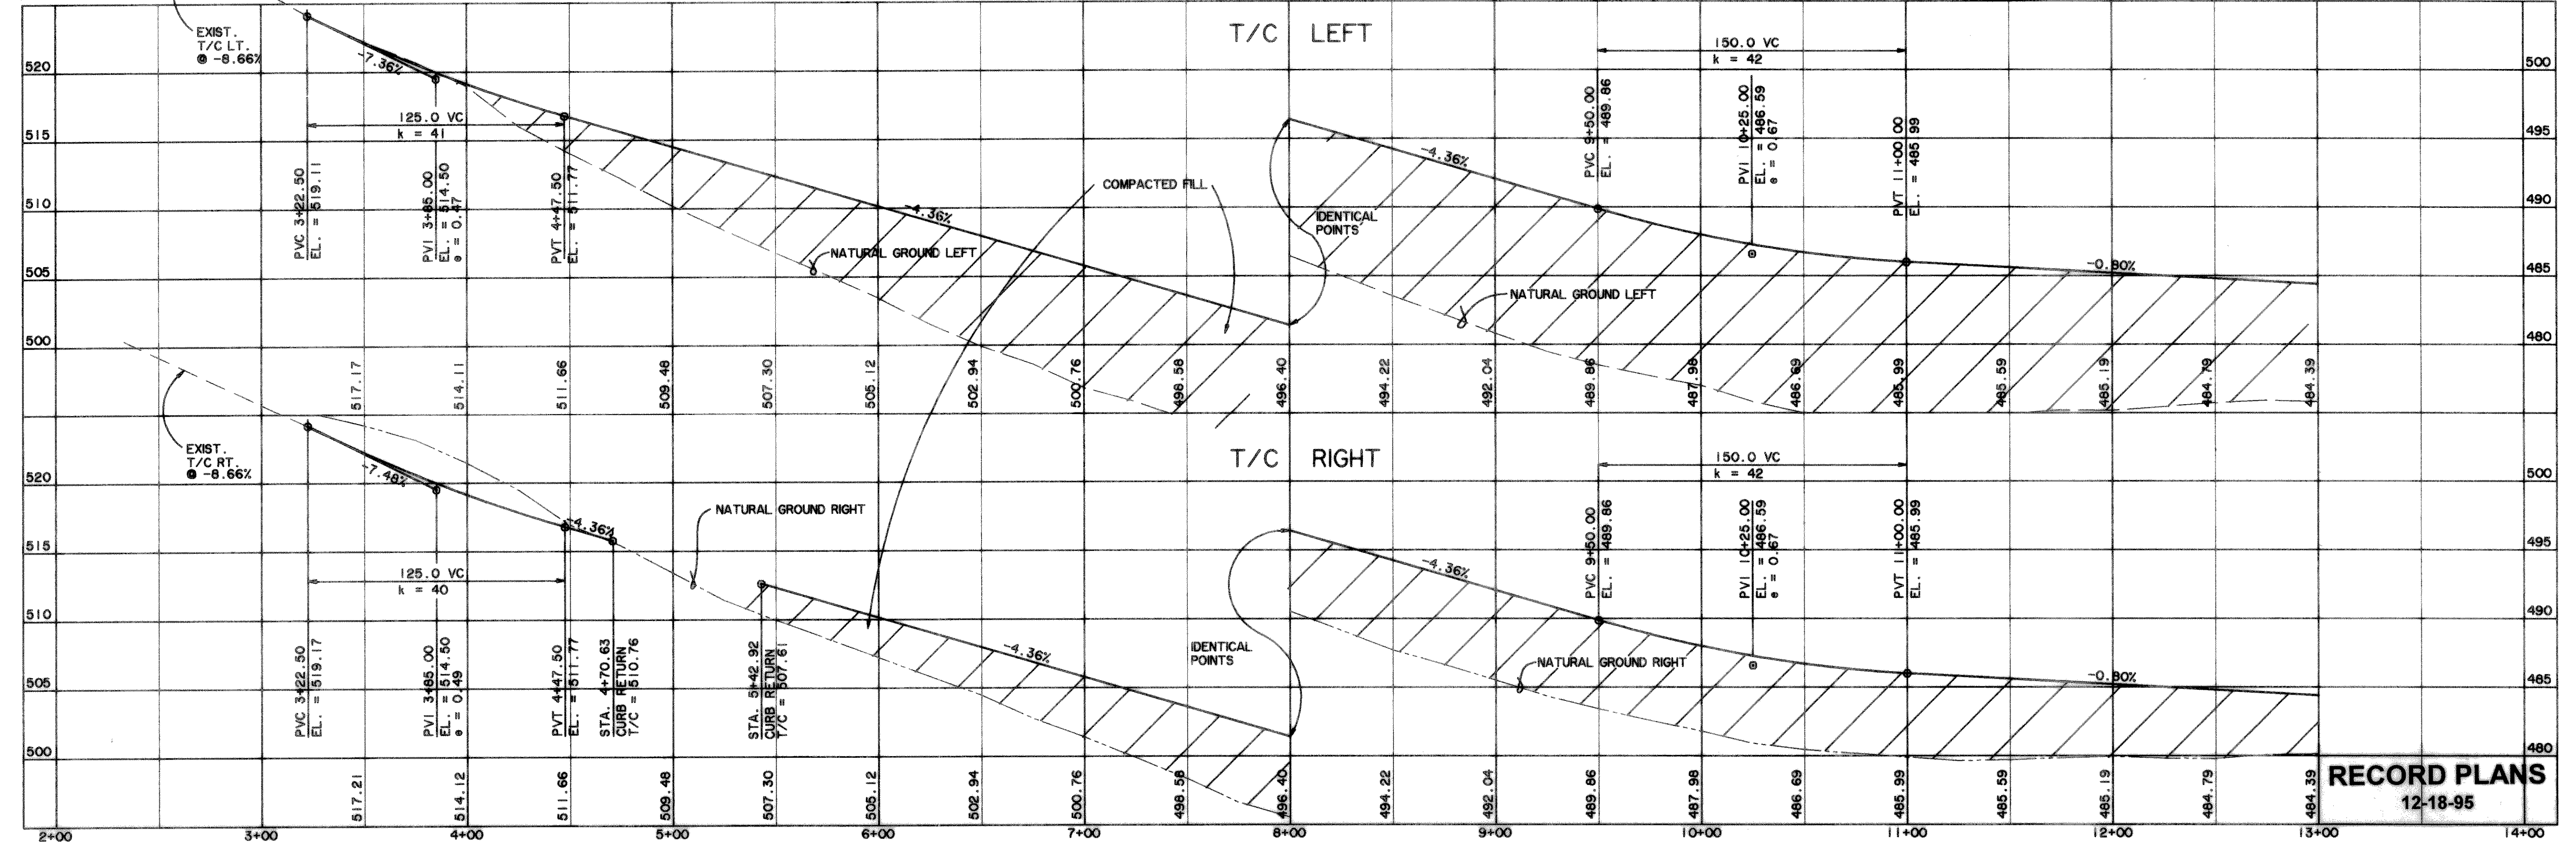 T/C LEFT
EXIST.
T/C LT.
@ -8.66%
-7.36%
150.0 VC
k = 42
520
500
125.0 VC
k = 41
515
495
PVC 3+22.50
EL. = 519.11
PVI 3+85.00
EL. = 514.50
e = 0.47
PVT 4+47.50
EL. = 511.77
PVC 9+50.00
EL. = 489.86
PVI 10+25.00
EL. = 486.59
e = 0.67
PVT 11+00.00
EL. = 485.99
-4.36%
COMPACTED FILL
510
-4.36%
IDENTICAL
POINTS
490
NATURAL GROUND LEFT
505
-0.80%
485
NATURAL GROUND LEFT
500
480
517.17
514.11
511.66
509.48
507.30
505.12
502.94
500.76
498.58
496.40
494.22
492.04
489.86
487.98
486.69
485.99
485.59
485.19
484.79
484.39
T/C RIGHT
EXIST.
T/C RT.
@ -8.66%
-7.48%
150.0 VC
k = 42
520
500
NATURAL GROUND RIGHT
-4.36%
515
495
125.0 VC
k = 40
-4.36%
PVC 9+50.00
EL. = 489.86
PVI 10+25.00
EL. = 486.59
e = 0.67
PVT 11+00.00
EL. = 485.99
510
490
PVC 3+22.50
EL. = 519.17
PVI 3+85.00
EL. = 514.50
e = 0.49
PVT 4+47.50
EL. = 511.77
STA. 4+70.63
CURB RETURN
T/C = 510.76
STA. 5+42.92
CURB RETURN
T/C = 507.61
-4.36%
IDENTICAL
POINTS
NATURAL GROUND RIGHT
-0.80%
505
485
500
480
517.21
514.12
511.66
509.48
507.30
505.12
502.94
500.76
498.58
496.40
494.22
492.04
489.86
487.98
486.69
485.99
485.59
485.19
484.79
484.39
RECORD PLANS
12-18-95
2+00
3+00
4+00
5+00
6+00
7+00
8+00
9+00
10+00
11+00
12+00
13+00
14+00